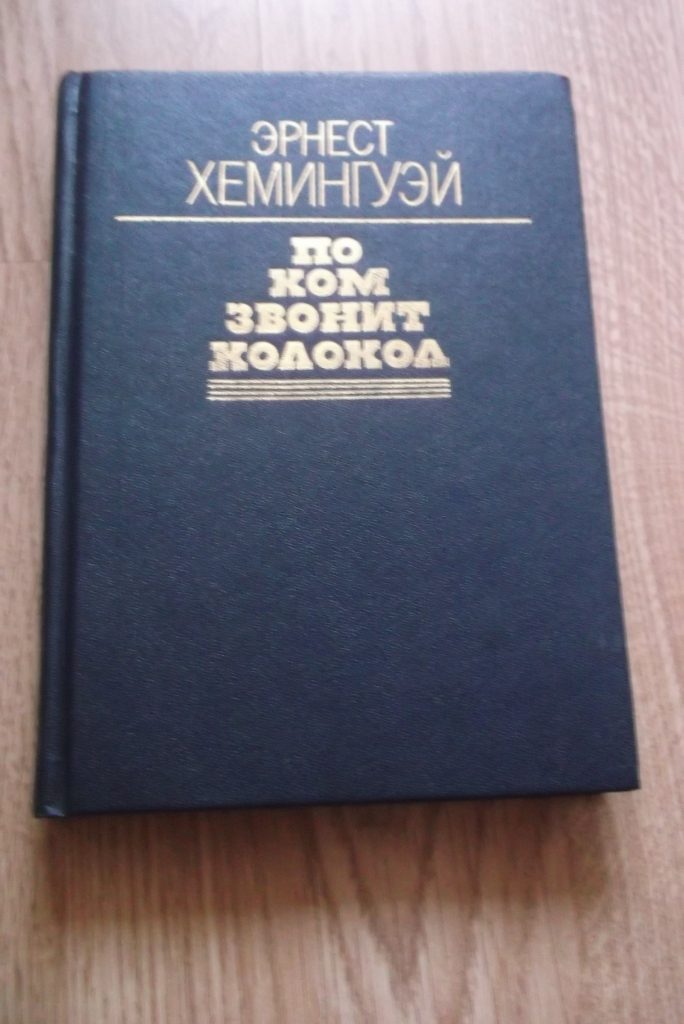 ЭРНЕСТ
ХЕМИНГУЭЙ
ПО
КОМ
ЗВОНИТ
КОЛОКОЛ